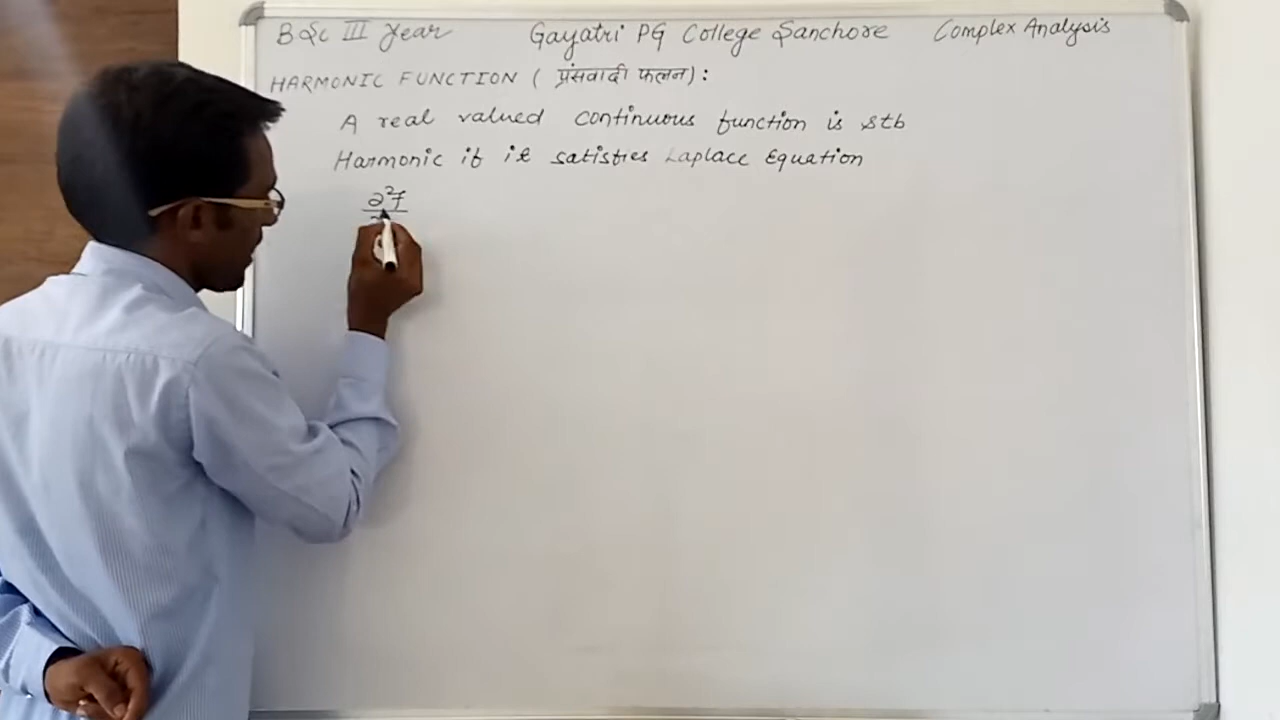 BSc III Year Gayatri PG College Sanchore Complex Analysis
HARMONIC FUNCTION ( प्रंसवादी फलन) :
A real valued continuous function is stb
Harmonic if it satisfies Laplace Equation
∂²f